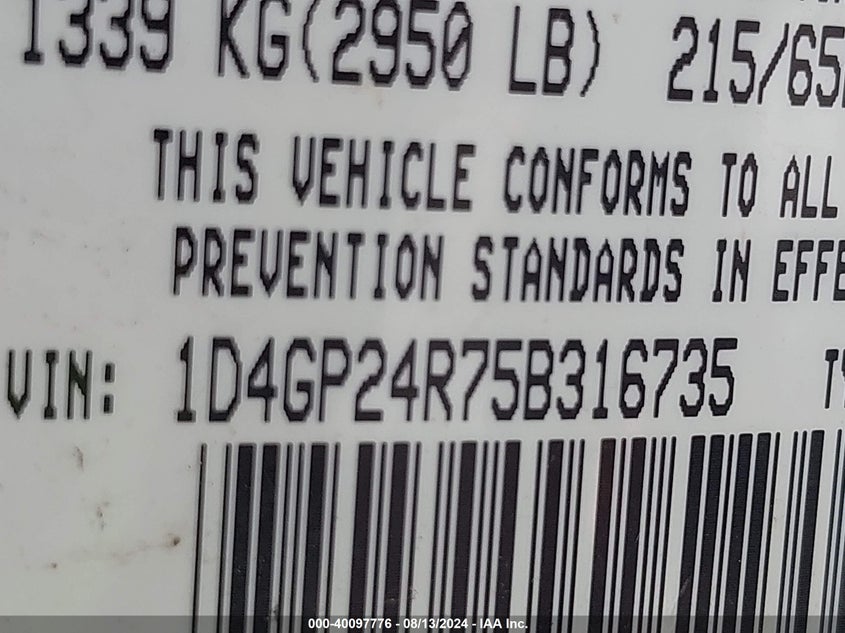 1339 KG(2950 LB) 215/65
THIS VEHICLE CONFORMS TO ALL
PREVENTION STANDARDS IN EFFE
VIN: 1D4GP24R75B316735 TY
000-40097776 - 08/13/2024 - IAA Inc.